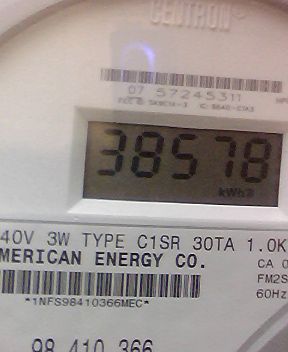 CENTRON®
07 57245311
38578
kWh
40V 3W TYPE C1SR 30TA 1.0K
MERICAN ENERGY CO.
CA 0
FM2S
60Hz
*1NFS98410366MEC*
98 410 366